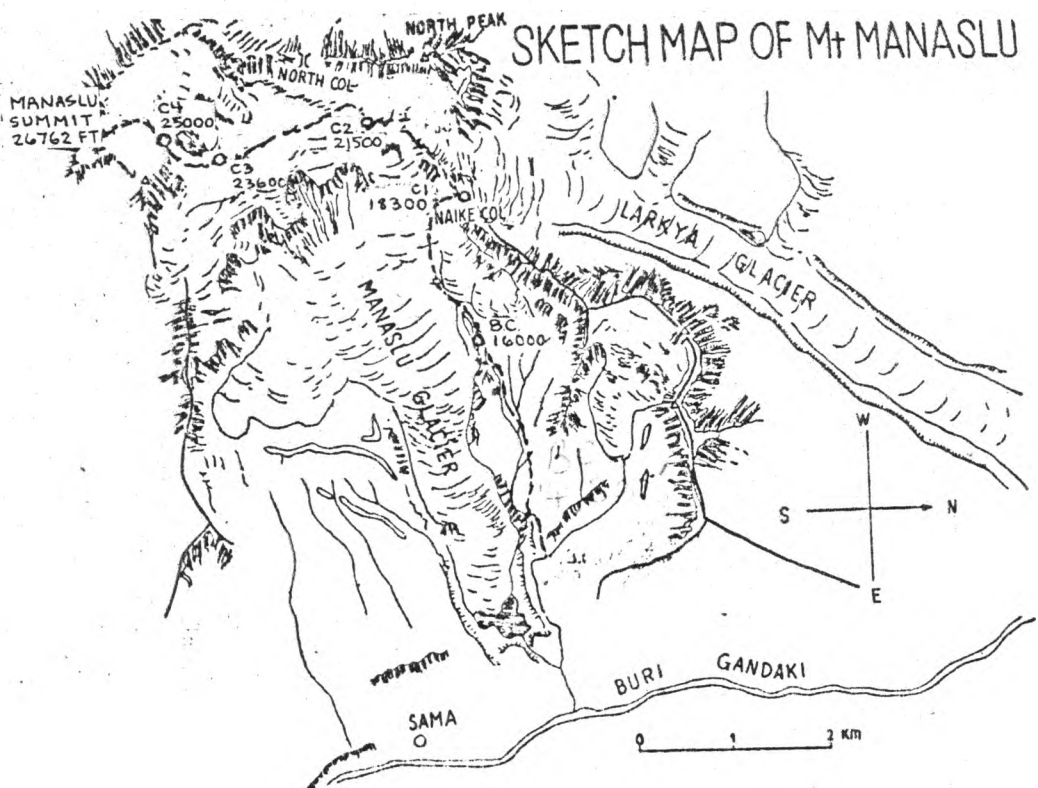 SKETCH MAP OF Mt MANASLU
NORTH PEAK
NORTH COL
MANASLU
SUMMIT
26762 FT
C4
25000
C2
21500
C3
23600
C1
18300
NAIKE COL
LARKYA
GLACIER
MANASLU
GLACIER
B.C.
16000
W
S
N
E
BURI GANDAKI
SAMA
0 1 2 KM